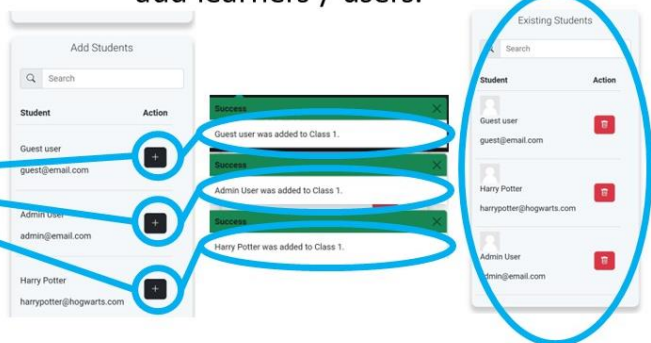 add learners / users.
Add Students
Search
Student Action
Guest user
guest@email.com
Admin User
admin@email.com
Harry Potter
harrypotter@hogwarts.com
Success
Guest user was added to Class 1.
Success
Admin User was added to Class 1.
Success
Harry Potter was added to Class 1.
Existing Students
Search
Student Action
Guest user
guest@email.com
Harry Potter
harrypotter@hogwarts.com
Admin User
admin@email.com